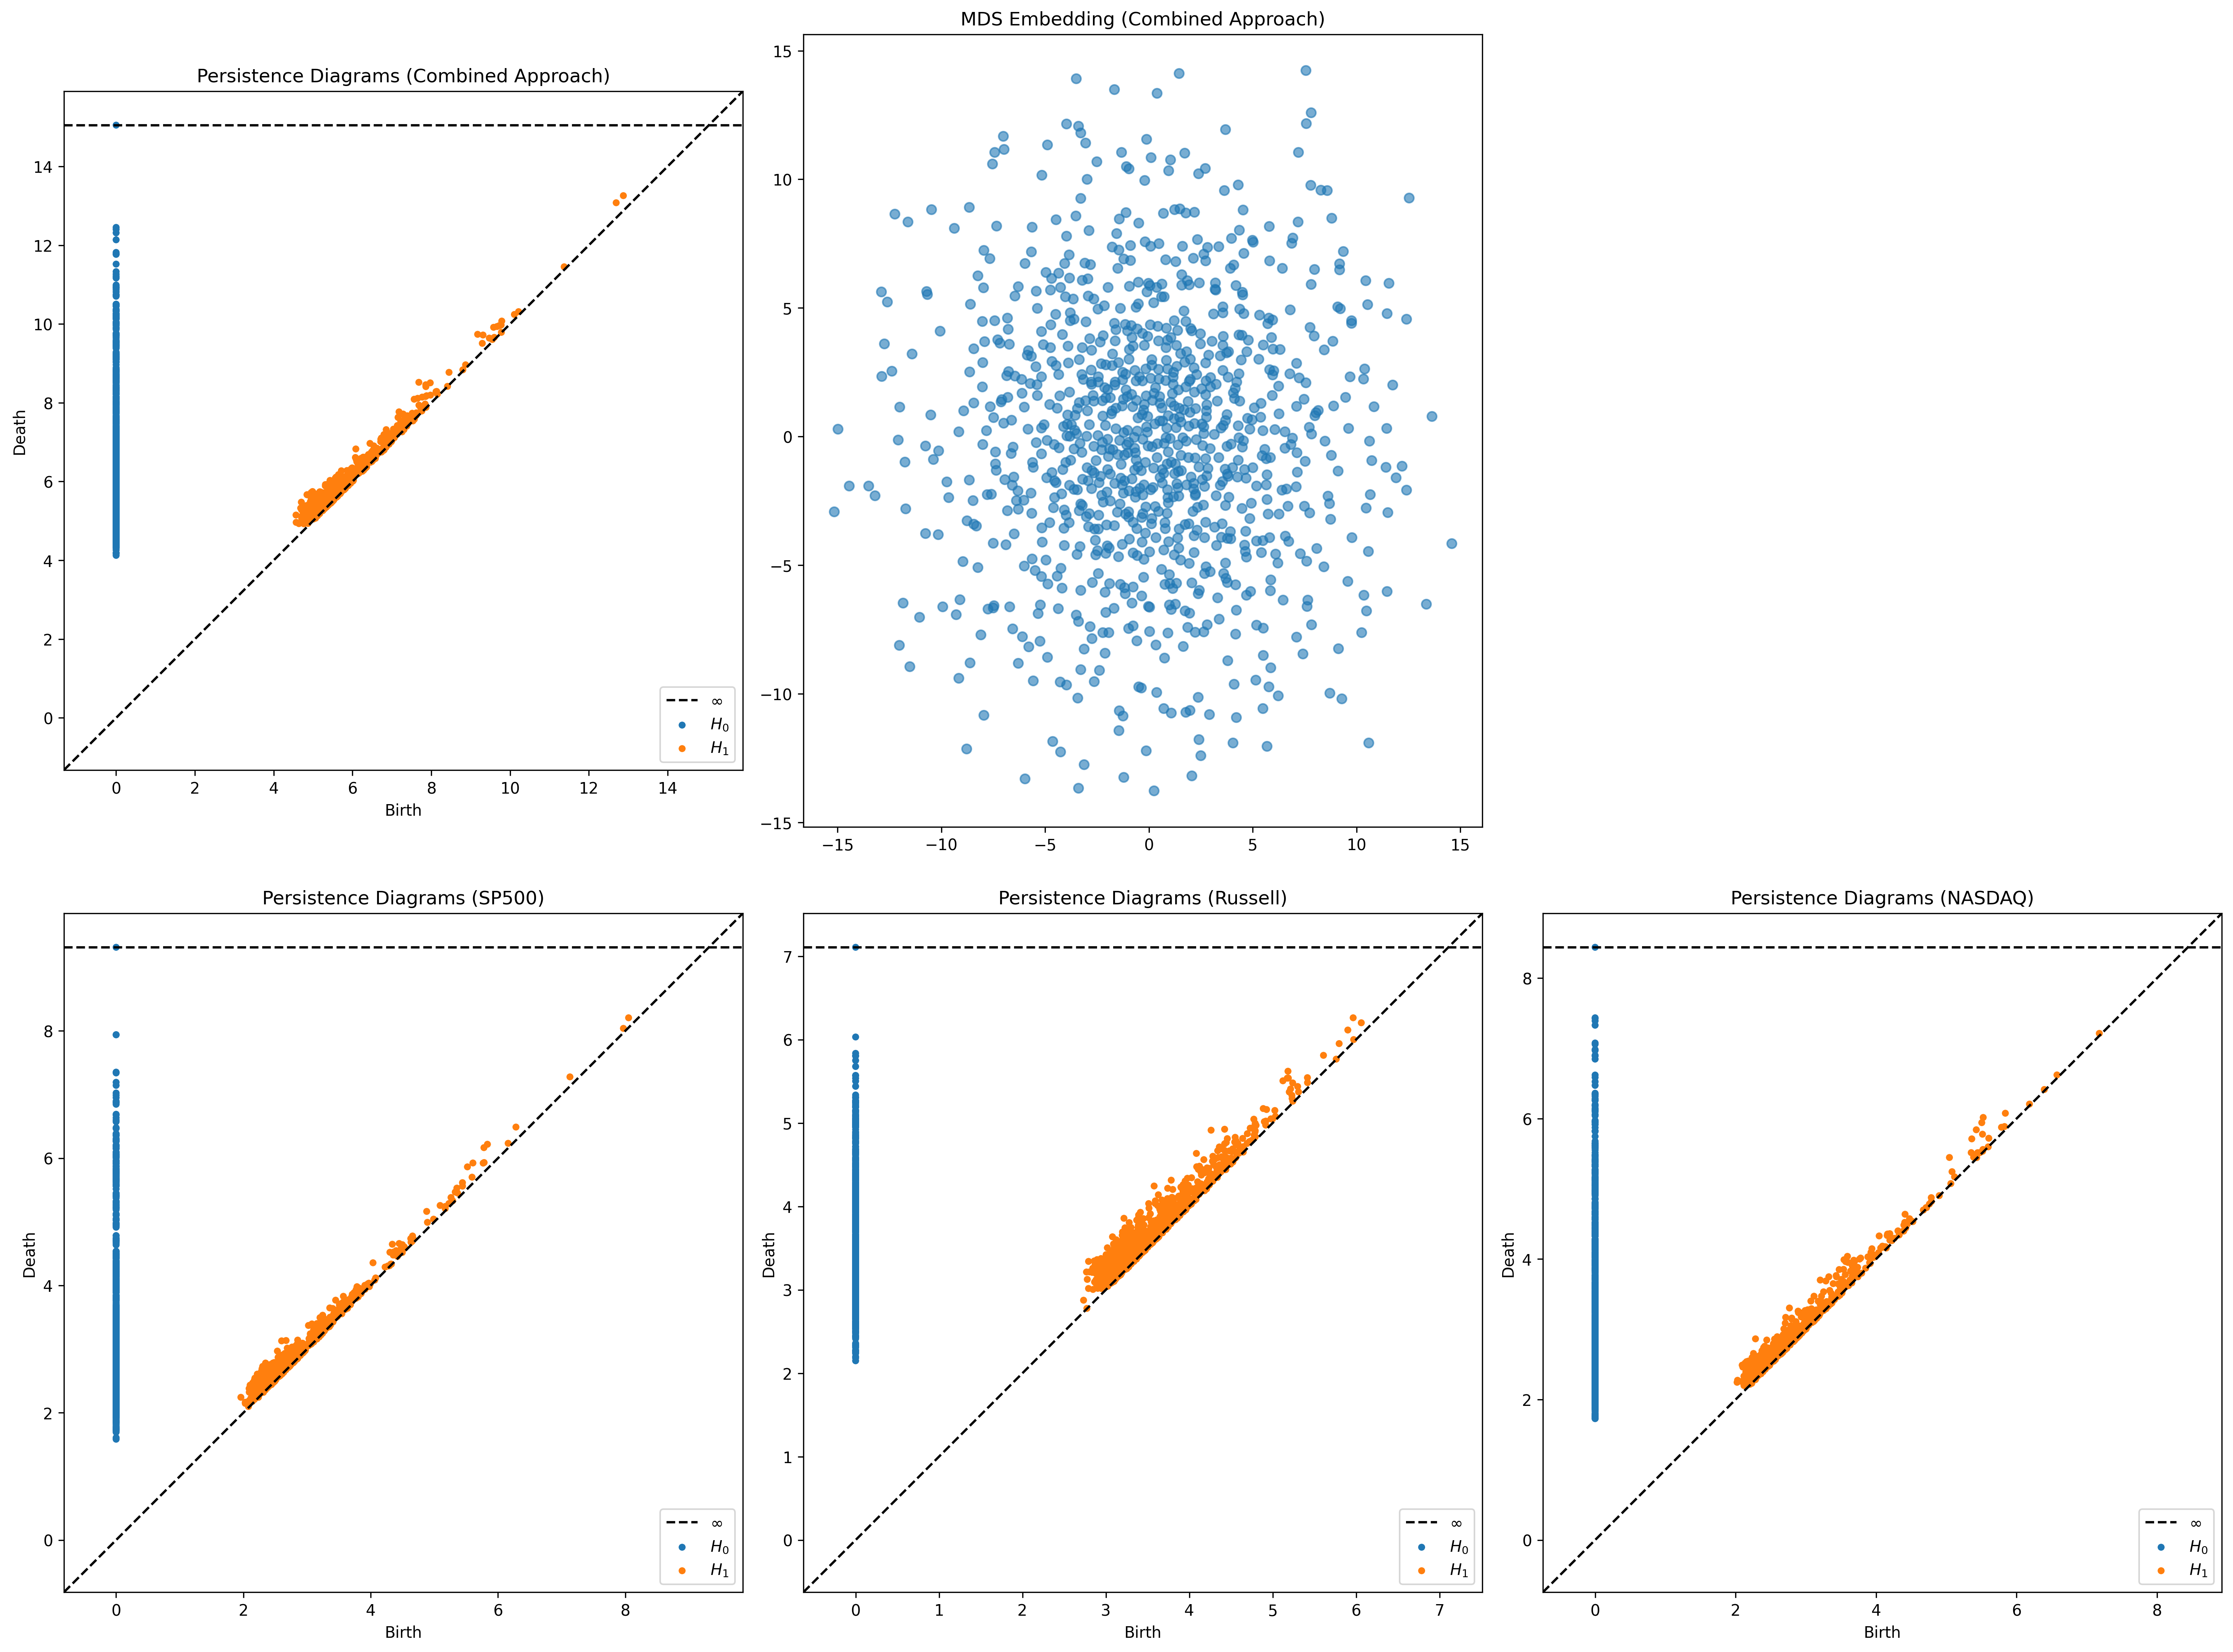 MDS Embedding (Combined Approach)
Persistence Diagrams (Combined Approach)
Death
14
12
10
8
6
4
2
0
0 2 4 6 8 10 12 14
Birth
∞
H₀
H₁
15
10
5
0
−5
−10
−15
−15 −10 −5 0 5 10 15
Persistence Diagrams (SP500)
Death
8
6
4
2
0
0 2 4 6 8
Birth
∞
H₀
H₁
Persistence Diagrams (Russell)
Death
7
6
5
4
3
2
1
0
0 1 2 3 4 5 6 7
Birth
∞
H₀
H₁
Persistence Diagrams (NASDAQ)
Death
8
6
4
2
0
0 2 4 6 8
Birth
∞
H₀
H₁